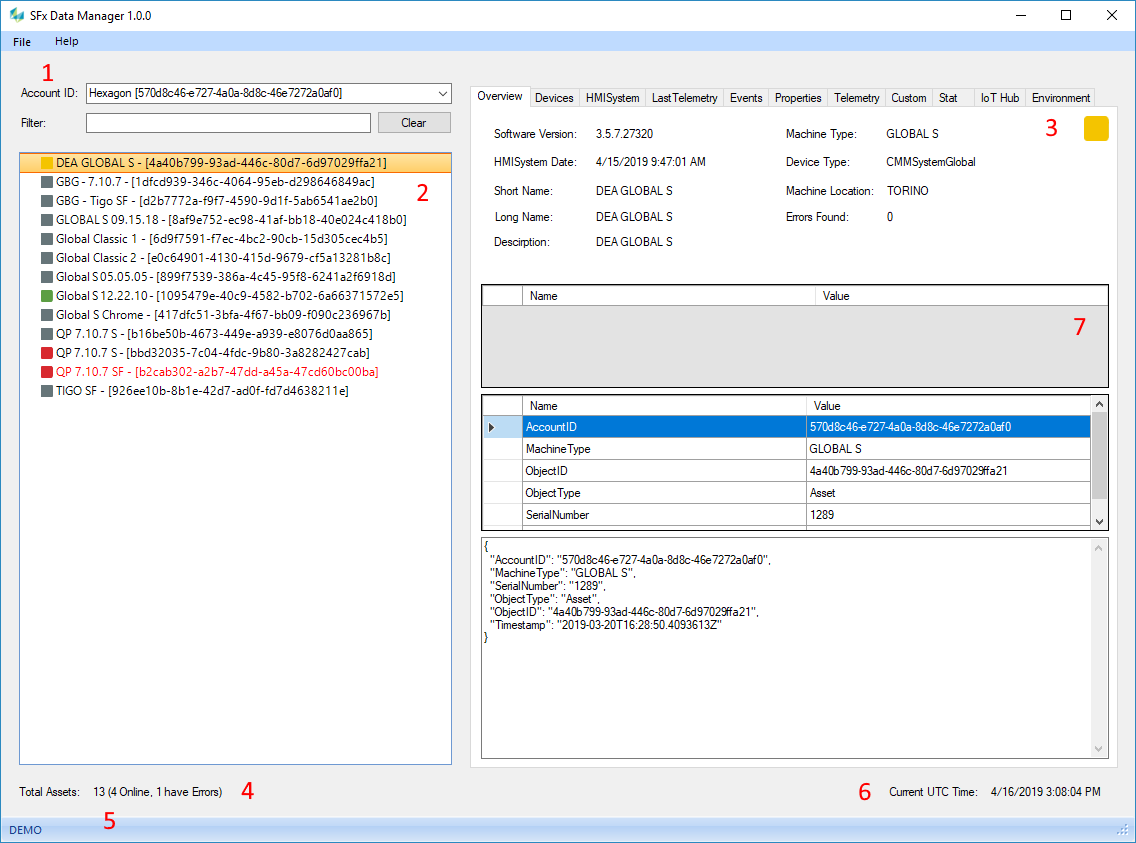 SFx Data Manager 1.0.0
File Help
1
Account ID: Hexagon [570d8c46-e727-4a0a-8d8c-46e7272a0af0]
Filter: Clear
DEA GLOBAL S - [4a40b799-93ad-446c-80d7-6d97029ffa21]
GBG - 7.10.7 - [1dfcd939-346c-4064-95eb-d298646849ac]
2
GBG - Tigo SF - [d2b7772a-f9f7-4590-9d1f-5ab6541ae2b0]
GLOBAL S 09.15.18 - [8af9e752-ec98-41af-bb18-40e024c418b0]
Global Classic 1 - [6d9f7591-f7ec-4bc2-90cb-15d305cec4b5]
Global Classic 2 - [e0c64901-4130-415d-9679-cf5a13281b8c]
Global S 05.05.05 - [899f7539-386a-4c45-95f8-6241a2f6918d]
Global S 12.22.10 - [1095479e-40c9-4582-b702-6a66371572e5]
Global S Chrome - [417dfc51-3bfa-4f67-bb09-f090c236967b]
QP 7.10.7 S - [b16be50b-4673-449e-a939-e8076d0aa865]
QP 7.10.7 S - [bbd32035-7c04-4fdc-9b80-3a8282427cab]
QP 7.10.7 SF - [b2cab302-a2b7-47dd-a45a-47cd60bc00ba]
TIGO SF - [926ee10b-8b1e-42d7-ad0f-fd7d4638211e]
Overview Devices HMISystem LastTelemetry Events Properties Telemetry Custom Stat IoT Hub Environment
3
Software Version: 3.5.7.27320 Machine Type: GLOBAL S
HMISystem Date: 4/15/2019 9:47:01 AM Device Type: CMMSystemGlobal
Short Name: DEA GLOBAL S Machine Location: TORINO
Long Name: DEA GLOBAL S Errors Found: 0
Descirption: DEA GLOBAL S
Name Value
7
Name Value
AccountID 570d8c46-e727-4a0a-8d8c-46e7272a0af0
MachineType GLOBAL S
ObjectID 4a40b799-93ad-446c-80d7-6d97029ffa21
ObjectType Asset
SerialNumber 1289
{
"AccountID": "570d8c46-e727-4a0a-8d8c-46e7272a0af0",
"MachineType": "GLOBAL S",
"SerialNumber": "1289",
"ObjectType": "Asset",
"ObjectID": "4a40b799-93ad-446c-80d7-6d97029ffa21",
"Timestamp": "2019-03-20T16:28:50.4093613Z"
}
Total Assets: 13 (4 Online, 1 have Errors) 4
6 Current UTC Time: 4/16/2019 3:08:04 PM
5
DEMO